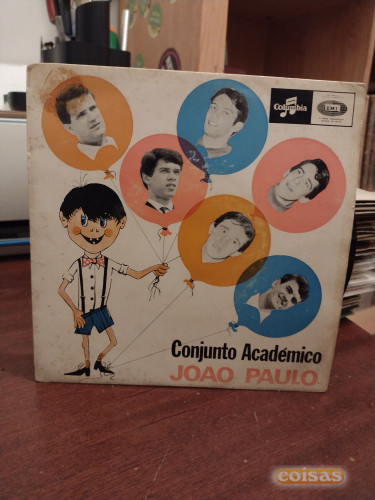 Columbia
EMI
Conjunto Académico
JOAO PAULO
coisas